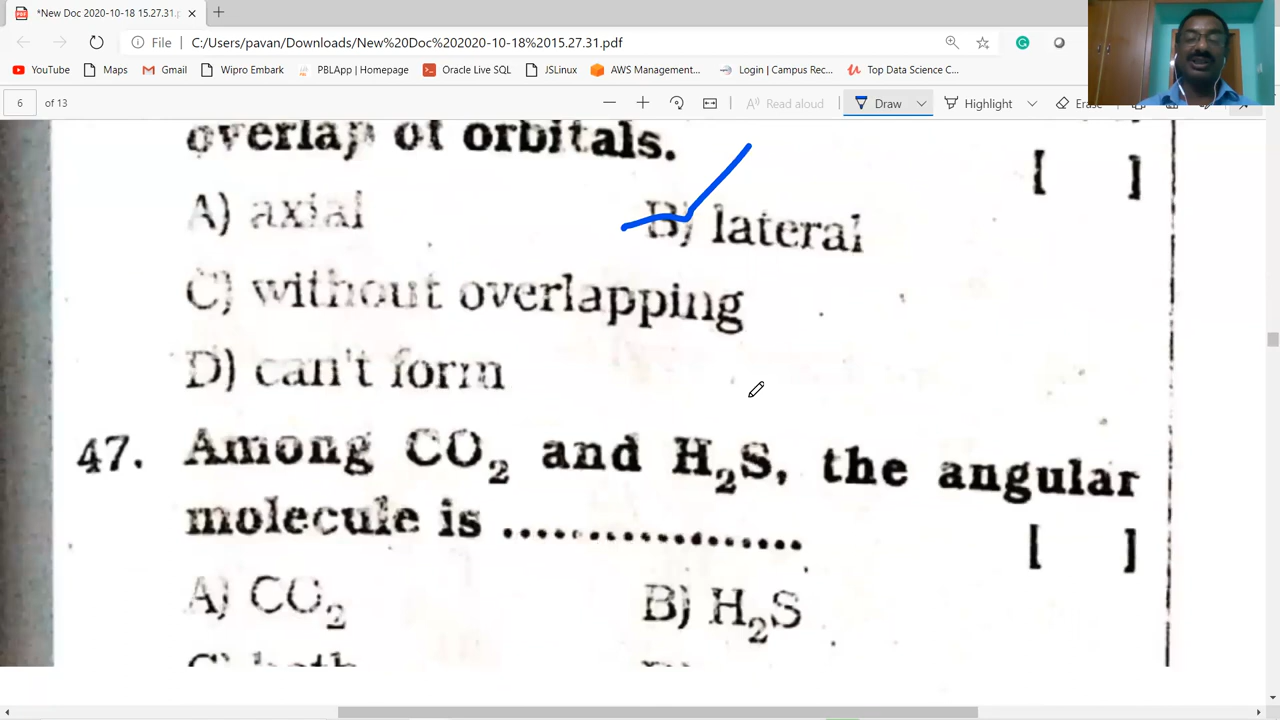 *New Doc 2020-10-18 15.27.31.p
File C:/Users/pavan/Downloads/New%20Doc%202020-10-18%2015.27.31.pdf
YouTube Maps Gmail Wipro Embark PBLApp | Homepage Oracle Live SQL JSLinux AWS Management... Login | Campus Rec... Top Data Science C...
6 of 13 Read aloud Draw Highlight Erase
overlap of orbitals.
[ ]
A) axial B) lateral
C) without overlapping
D) can't form
47. Among CO₂ and H₂S, the angular
molecule is ................... [ ]
A) CO₂ B) H₂S